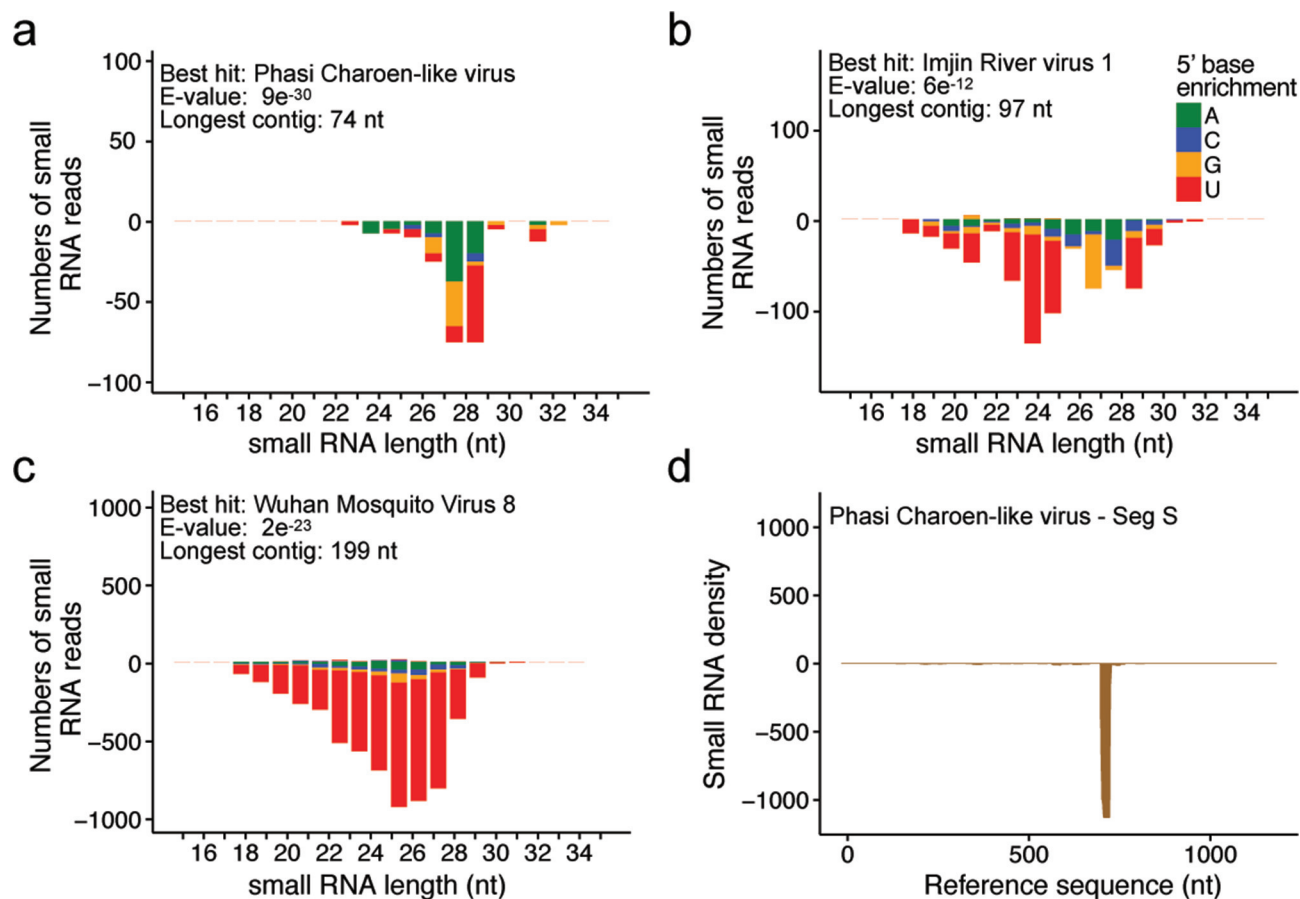 a
Best hit: Phasi Charoen-like virus
E-value: 9e-30
Longest contig: 74 nt
Numbers of small
RNA reads
100
50
0
-50
−100
16 18 20 22 24 26 28 30 32 34
small RNA length (nt)
b
Best hit: Imjin River virus 1
E-value: 6e-12
Longest contig: 97 nt
5' base
enrichment
A
C
G
U
Numbers of small
RNA reads
100
0
−100
16 18 20 22 24 26 28 30 32 34
small RNA length (nt)
c
Best hit: Wuhan Mosquito Virus 8
E-value: 2e-23
Longest contig: 199 nt
Numbers of small
RNA reads
1000
500
0
−500
−1000
16 18 20 22 24 26 28 30 32 34
small RNA length (nt)
d
Phasi Charoen-like virus - Seg S
Small RNA density
1000
500
0
−500
−1000
0 500 1000
Reference sequence (nt)